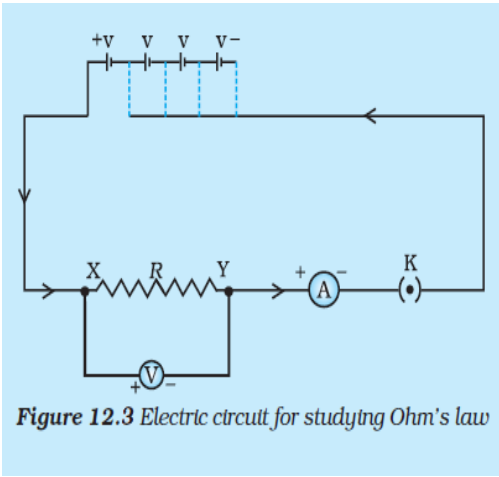 +v v v v-
X R Y + A - K
+ V -
Figure 12.3 Electric circuit for studying Ohm's law